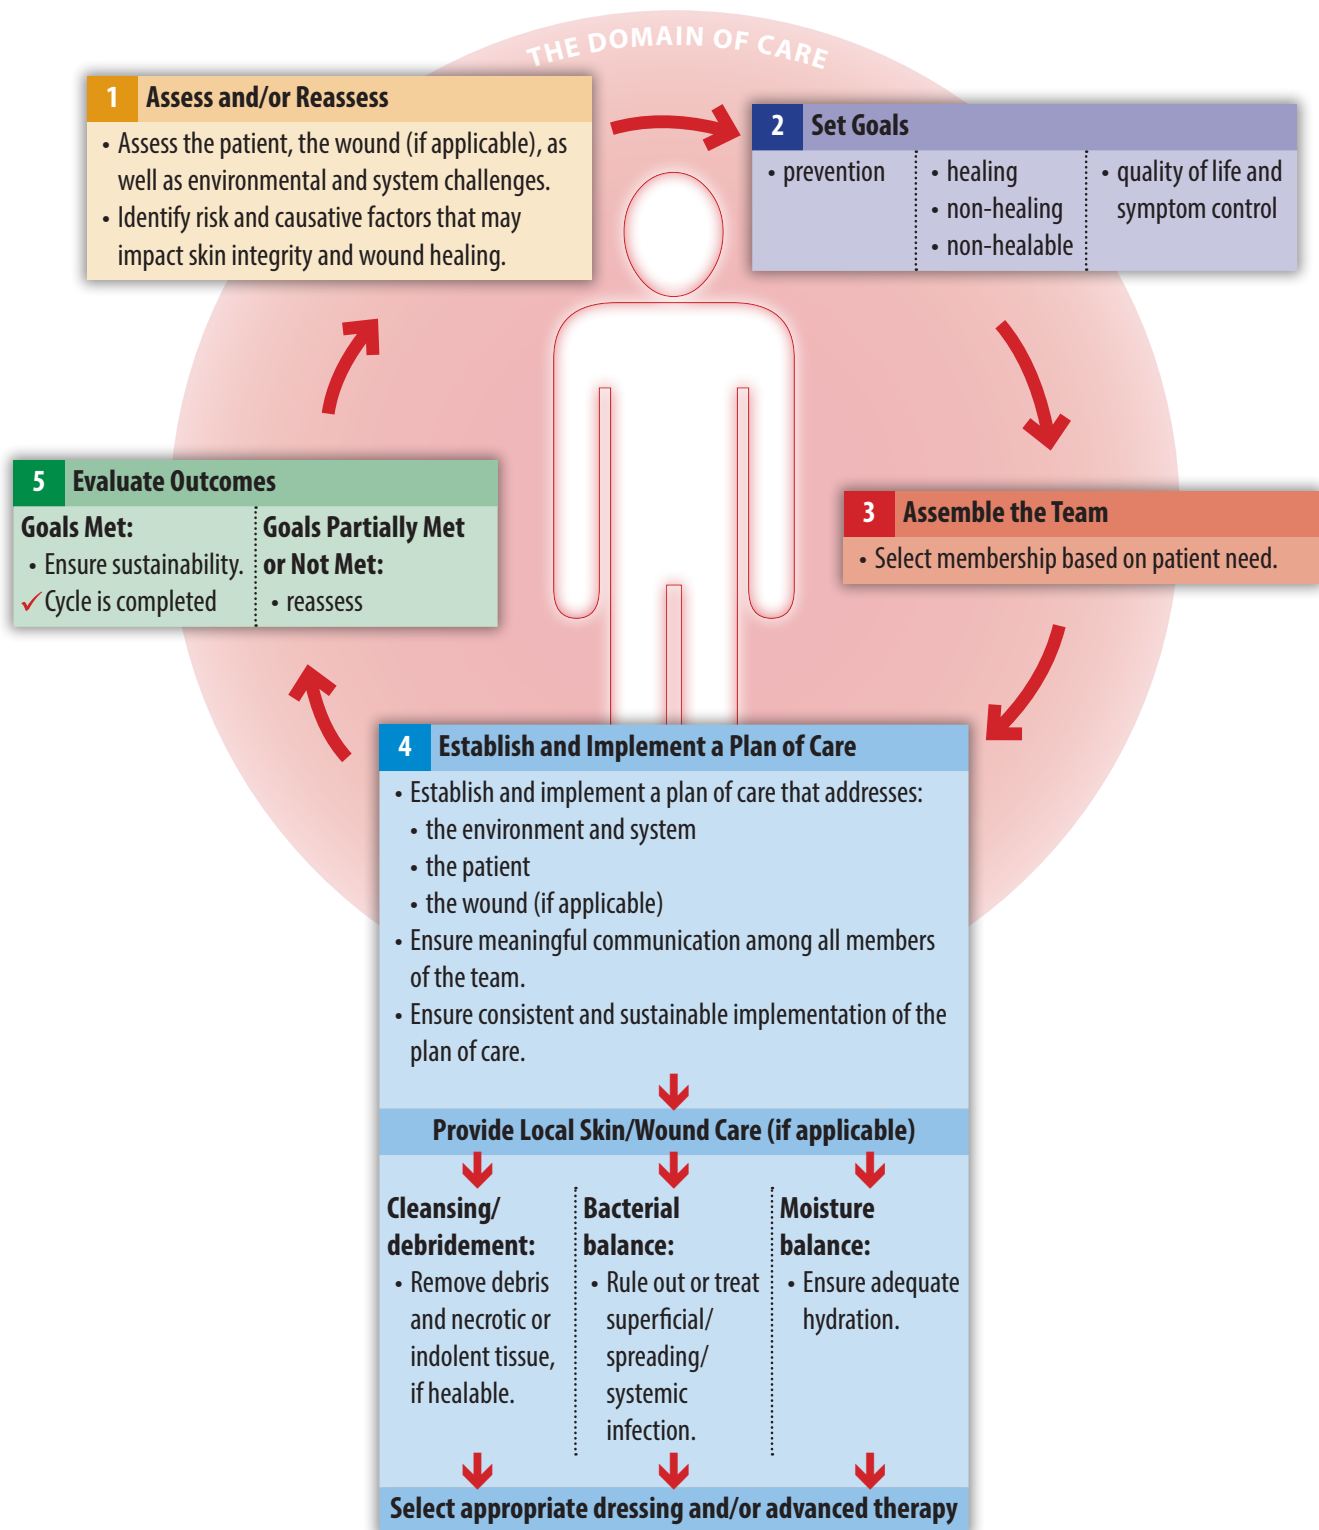 THE DOMAIN OF CARE
1 Assess and/or Reassess
• Assess the patient, the wound (if applicable), as
well as environmental and system challenges.
• Identify risk and causative factors that may
impact skin integrity and wound healing.
2 Set Goals
• prevention
• healing
• non-healing
• non-healable
• quality of life and
symptom control
3 Assemble the Team
• Select membership based on patient need.
4 Establish and Implement a Plan of Care
• Establish and implement a plan of care that addresses:
• the environment and system
• the patient
• the wound (if applicable)
• Ensure meaningful communication among all members
of the team.
• Ensure consistent and sustainable implementation of the
plan of care.
Provide Local Skin/Wound Care (if applicable)
Cleansing/
debridement:
• Remove debris
and necrotic or
indolent tissue,
if healable.
Bacterial
balance:
• Rule out or treat
superficial/
spreading/
systemic
infection.
Moisture
balance:
• Ensure adequate
hydration.
Select appropriate dressing and/or advanced therapy
5 Evaluate Outcomes
Goals Met:
• Ensure sustainability.
✓ Cycle is completed
Goals Partially Met
or Not Met:
• reassess